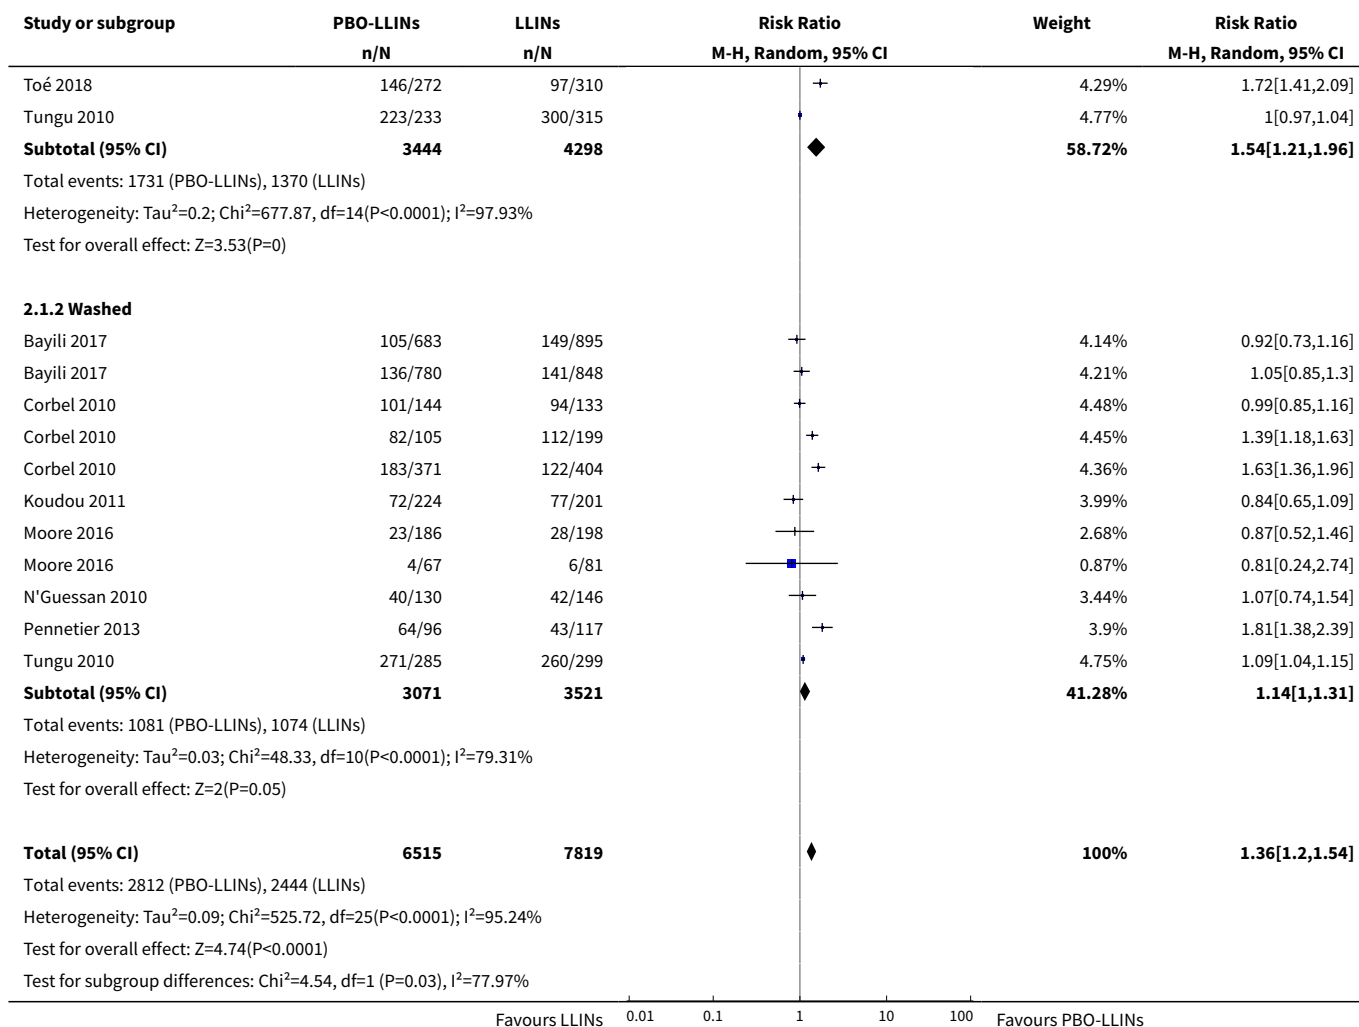 Study or subgroup PBO-LLINs LLINs Risk Ratio Weight Risk Ratio
n/N n/N M-H, Random, 95% CI M-H, Random, 95% CI
Toé 2018 146/272 97/310 4.29% 1.72[1.41,2.09]
Tungu 2010 223/233 300/315 4.77% 1[0.97,1.04]
Subtotal (95% CI) 3444 4298 58.72% 1.54[1.21,1.96]
Total events: 1731 (PBO-LLINs), 1370 (LLINs)
Heterogeneity: Tau²=0.2; Chi²=677.87, df=14(P<0.0001); I²=97.93%
Test for overall effect: Z=3.53(P=0)
2.1.2 Washed
Bayili 2017 105/683 149/895 4.14% 0.92[0.73,1.16]
Bayili 2017 136/780 141/848 4.21% 1.05[0.85,1.3]
Corbel 2010 101/144 94/133 4.48% 0.99[0.85,1.16]
Corbel 2010 82/105 112/199 4.45% 1.39[1.18,1.63]
Corbel 2010 183/371 122/404 4.36% 1.63[1.36,1.96]
Koudou 2011 72/224 77/201 3.99% 0.84[0.65,1.09]
Moore 2016 23/186 28/198 2.68% 0.87[0.52,1.46]
Moore 2016 4/67 6/81 0.87% 0.81[0.24,2.74]
N'Guessan 2010 40/130 42/146 3.44% 1.07[0.74,1.54]
Pennetier 2013 64/96 43/117 3.9% 1.81[1.38,2.39]
Tungu 2010 271/285 260/299 4.75% 1.09[1.04,1.15]
Subtotal (95% CI) 3071 3521 41.28% 1.14[1,1.31]
Total events: 1081 (PBO-LLINs), 1074 (LLINs)
Heterogeneity: Tau²=0.03; Chi²=48.33, df=10(P<0.0001); I²=79.31%
Test for overall effect: Z=2(P=0.05)
Total (95% CI) 6515 7819 100% 1.36[1.2,1.54]
Total events: 2812 (PBO-LLINs), 2444 (LLINs)
Heterogeneity: Tau²=0.09; Chi²=525.72, df=25(P<0.0001); I²=95.24%
Test for overall effect: Z=4.74(P<0.0001)
Test for subgroup differences: Chi²=4.54, df=1 (P=0.03), I²=77.97%
Favours LLINs 0.01 0.1 1 10 100 Favours PBO-LLINs